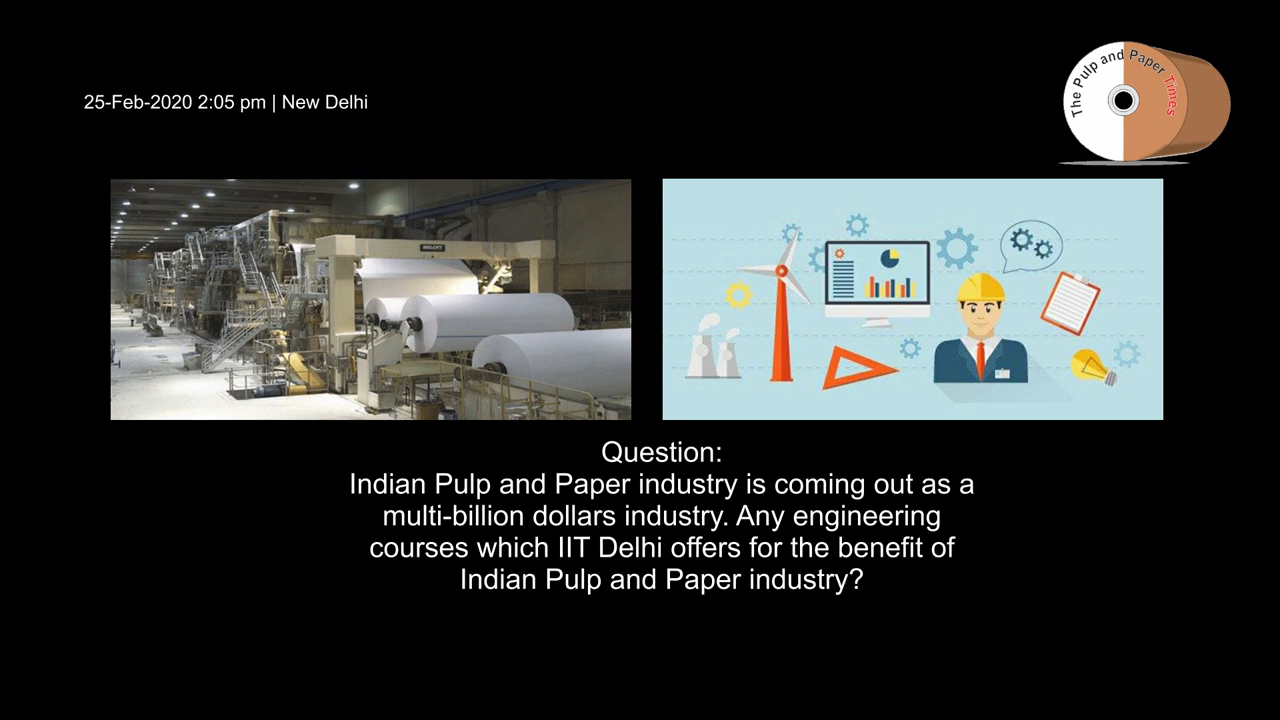 25-Feb-2020 2:05 pm | New Delhi
The Pulp and Paper Times
BELOIT
Question:
Indian Pulp and Paper industry is coming out as a
multi-billion dollars industry. Any engineering
courses which IIT Delhi offers for the benefit of
Indian Pulp and Paper industry?